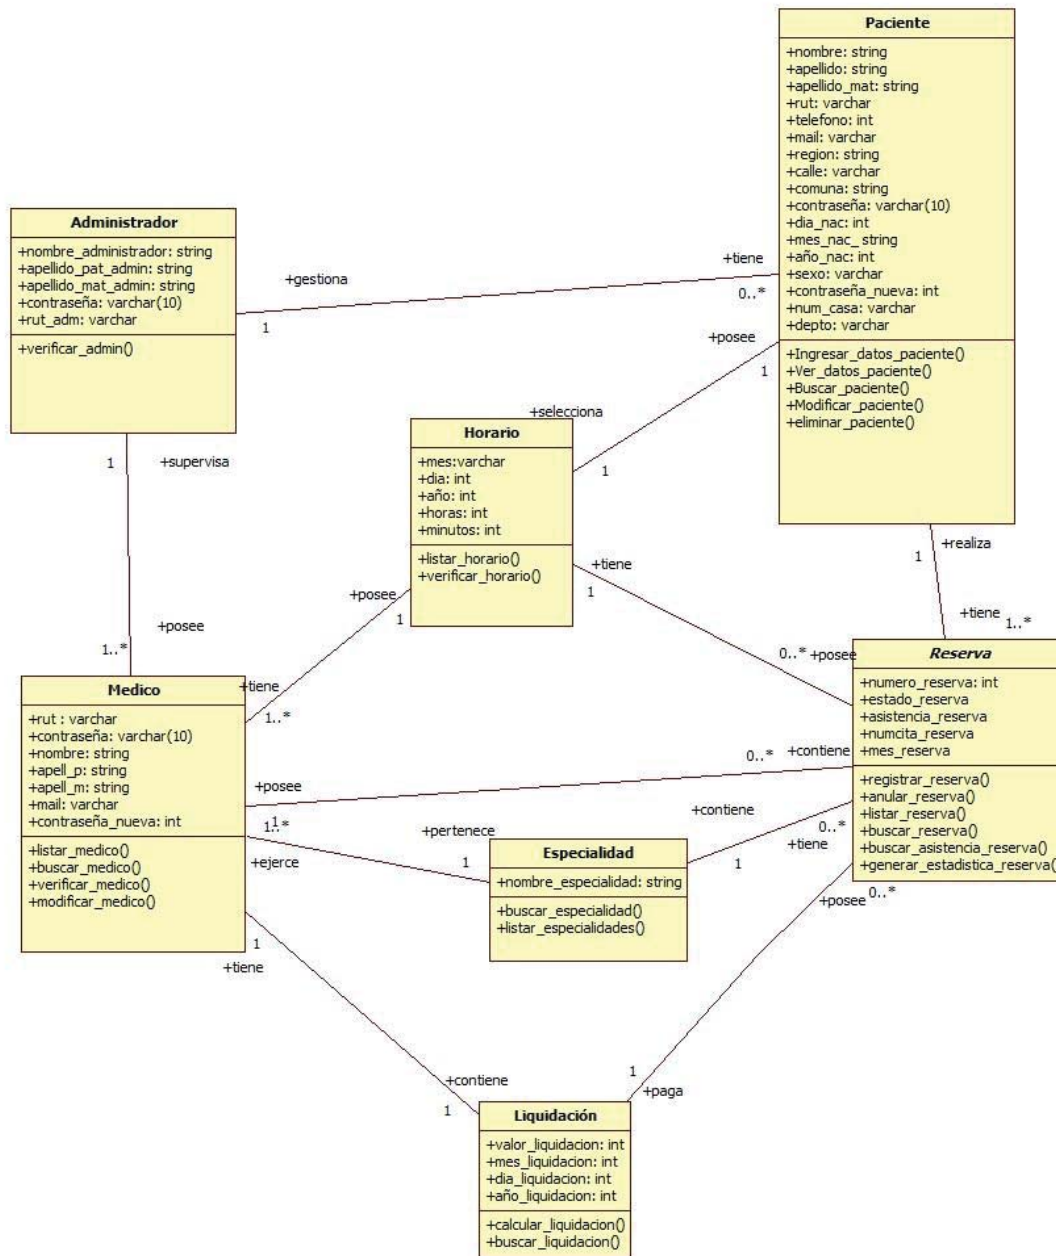 Paciente
+nombre: string
+apellido: string
+apellido_mat: string
+rut: varchar
+telefono: int
+mail: varchar
+region: string
+calle: varchar
+comuna: string
+contraseña: varchar(10)
+dia_nac: int
+mes_nac_ string
+año_nac: int
+sexo: varchar
+contraseña_nueva: int
+num_casa: varchar
+depto: varchar
+Ingresar_datos_paciente()
+Ver_datos_paciente()
+Buscar_paciente()
+Modificar_paciente()
+eliminar_paciente()
Administrador
+nombre_administrador: string
+apellido_pat_admin: string
+apellido_mat_admin: string
+contraseña: varchar(10)
+rut_adm: varchar
+verificar_admin()
+gestiona
1
+tiene
0..*
+posee
1
+selecciona
1
Horario
+mes:varchar
+dia: int
+año: int
+horas: int
+minutos: int
+listar_horario()
+verificar_horario()
1
+supervisa
+posee
1..*
+posee
1
+tiene
1..*
+tiene
1
0..*
+posee
+realiza
1
+tiene
1..*
Medico
+rut : varchar
+contraseña: varchar(10)
+nombre: string
+apell_p: string
+apell_m: string
+mail: varchar
+contraseña_nueva: int
+listar_medico()
+buscar_medico()
+verificar_medico()
+modificar_medico()
Reserva
+numero_reserva: int
+estado_reserva
+asistencia_reserva
+numcita_reserva
+mes_reserva
+registrar_reserva()
+anular_reserva()
+listar_reserva()
+buscar_reserva()
+buscar_asistencia_reserva()
+generar_estadistica_reserva()
+posee
1
0..*
+contiene
1..*
+ejerce
+pertenece
1
+contiene
1
0..*
+tiene
Especialidad
+nombre_especialidad: string
+buscar_especialidad()
+listar_especialidades()
+posee
0..*
1
+tiene
+contiene
1
1
+paga
Liquidación
+valor_liquidacion: int
+mes_liquidacion: int
+dia_liquidacion: int
+año_liquidacion: int
+calcular_liquidacion()
+buscar_liquidacion()